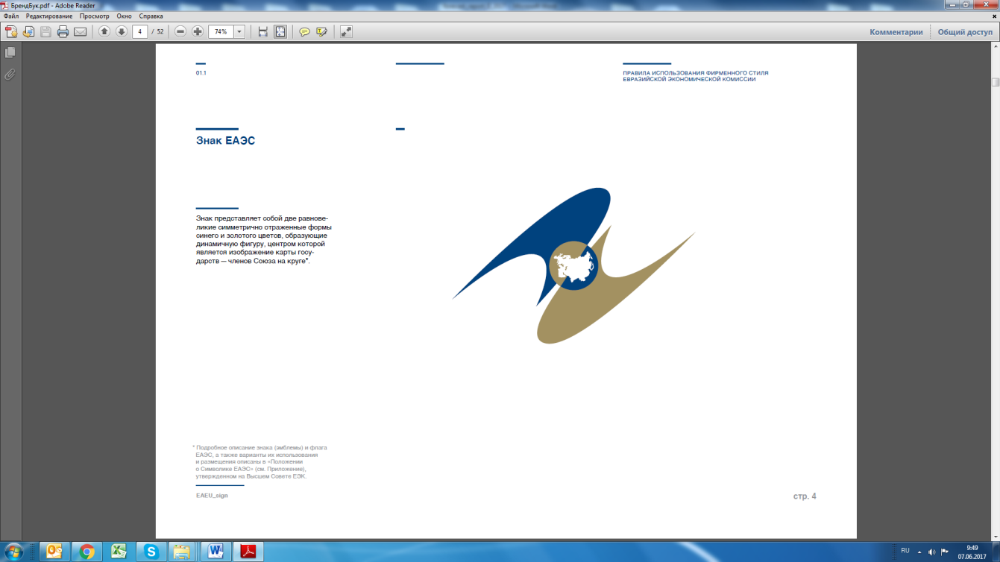 БрендБук.pdf - Adobe Reader
Файл Редактирование Просмотр Окно Справка
4 / 52 74% Комментарии Общий доступ
01.1
ПРАВИЛА ИСПОЛЬЗОВАНИЯ ФИРМЕННОГО СТИЛЯ
ЕВРАЗИЙСКОЙ ЭКОНОМИЧЕСКОЙ КОМИССИИ
Знак ЕАЭС
Знак представляет собой две равнове-
ликие симметрично отраженные формы
синего и золотого цветов, образующие
динамичную фигуру, центром которой
является изображение карты госу-
дарств — членов Союза на круге*.
* Подробное описание знака (эмблемы) и флага
ЕАЭС, а также варианты их использования
и размещения описаны в «Положении
о Символике ЕАЭС» (см. Приложение),
утвержденном на Высшем Совете ЕЭК.
EAEU_sign
стр. 4
RU
9:49
07.06.2017